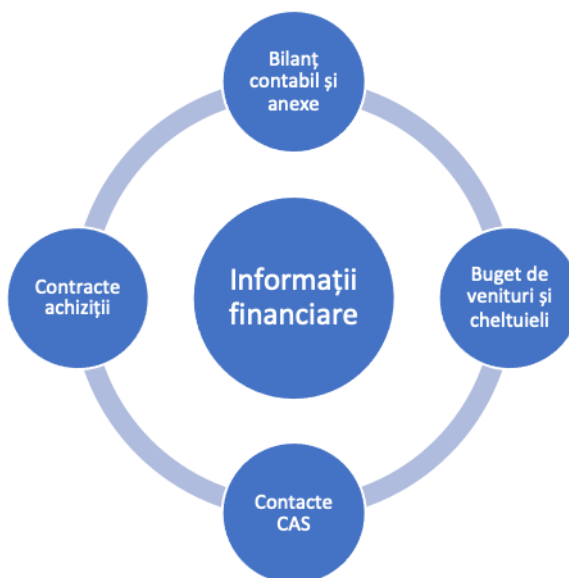 Bilanț
contabil și
anexe
Contracte
achiziții
Informații
financiare
Buget de
venituri și
cheltuieli
Contacte
CAS